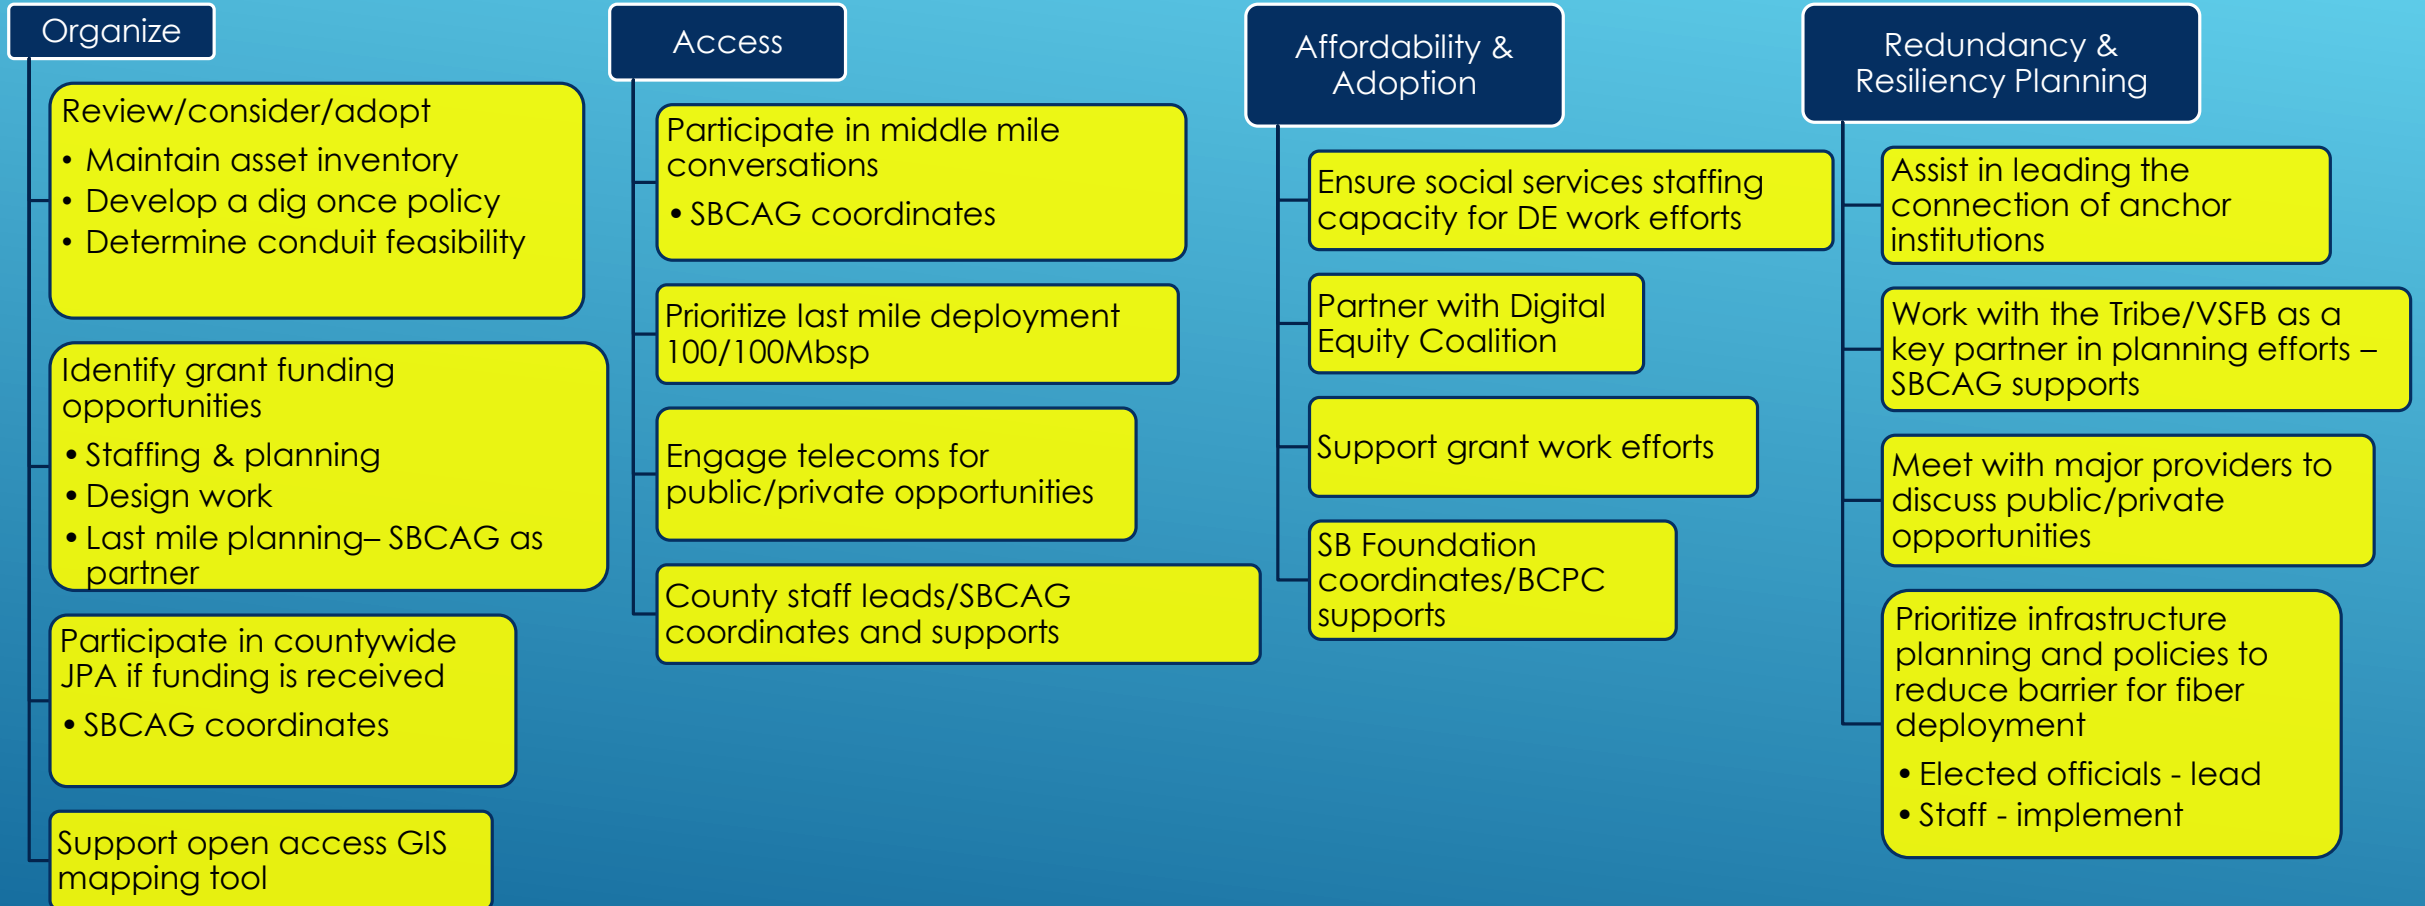 Organize
Review/consider/adopt
• Maintain asset inventory
• Develop a dig once policy
• Determine conduit feasibility
Identify grant funding
opportunities
• Staffing & planning
• Design work
• Last mile planning– SBCAG as
partner
Participate in countywide
JPA if funding is received
• SBCAG coordinates
Support open access GIS
mapping tool
Access
Participate in middle mile
conversations
• SBCAG coordinates
Prioritize last mile deployment
100/100Mbsp
Engage telecoms for
public/private opportunities
County staff leads/SBCAG
coordinates and supports
Affordability &
Adoption
Ensure social services staffing
capacity for DE work efforts
Partner with Digital
Equity Coalition
Support grant work efforts
SB Foundation
coordinates/BCPC
supports
Redundancy &
Resiliency Planning
Assist in leading the
connection of anchor
institutions
Work with the Tribe/VSFB as a
key partner in planning efforts –
SBCAG supports
Meet with major providers to
discuss public/private
opportunities
Prioritize infrastructure
planning and policies to
reduce barrier for fiber
deployment
• Elected officials - lead
• Staff - implement